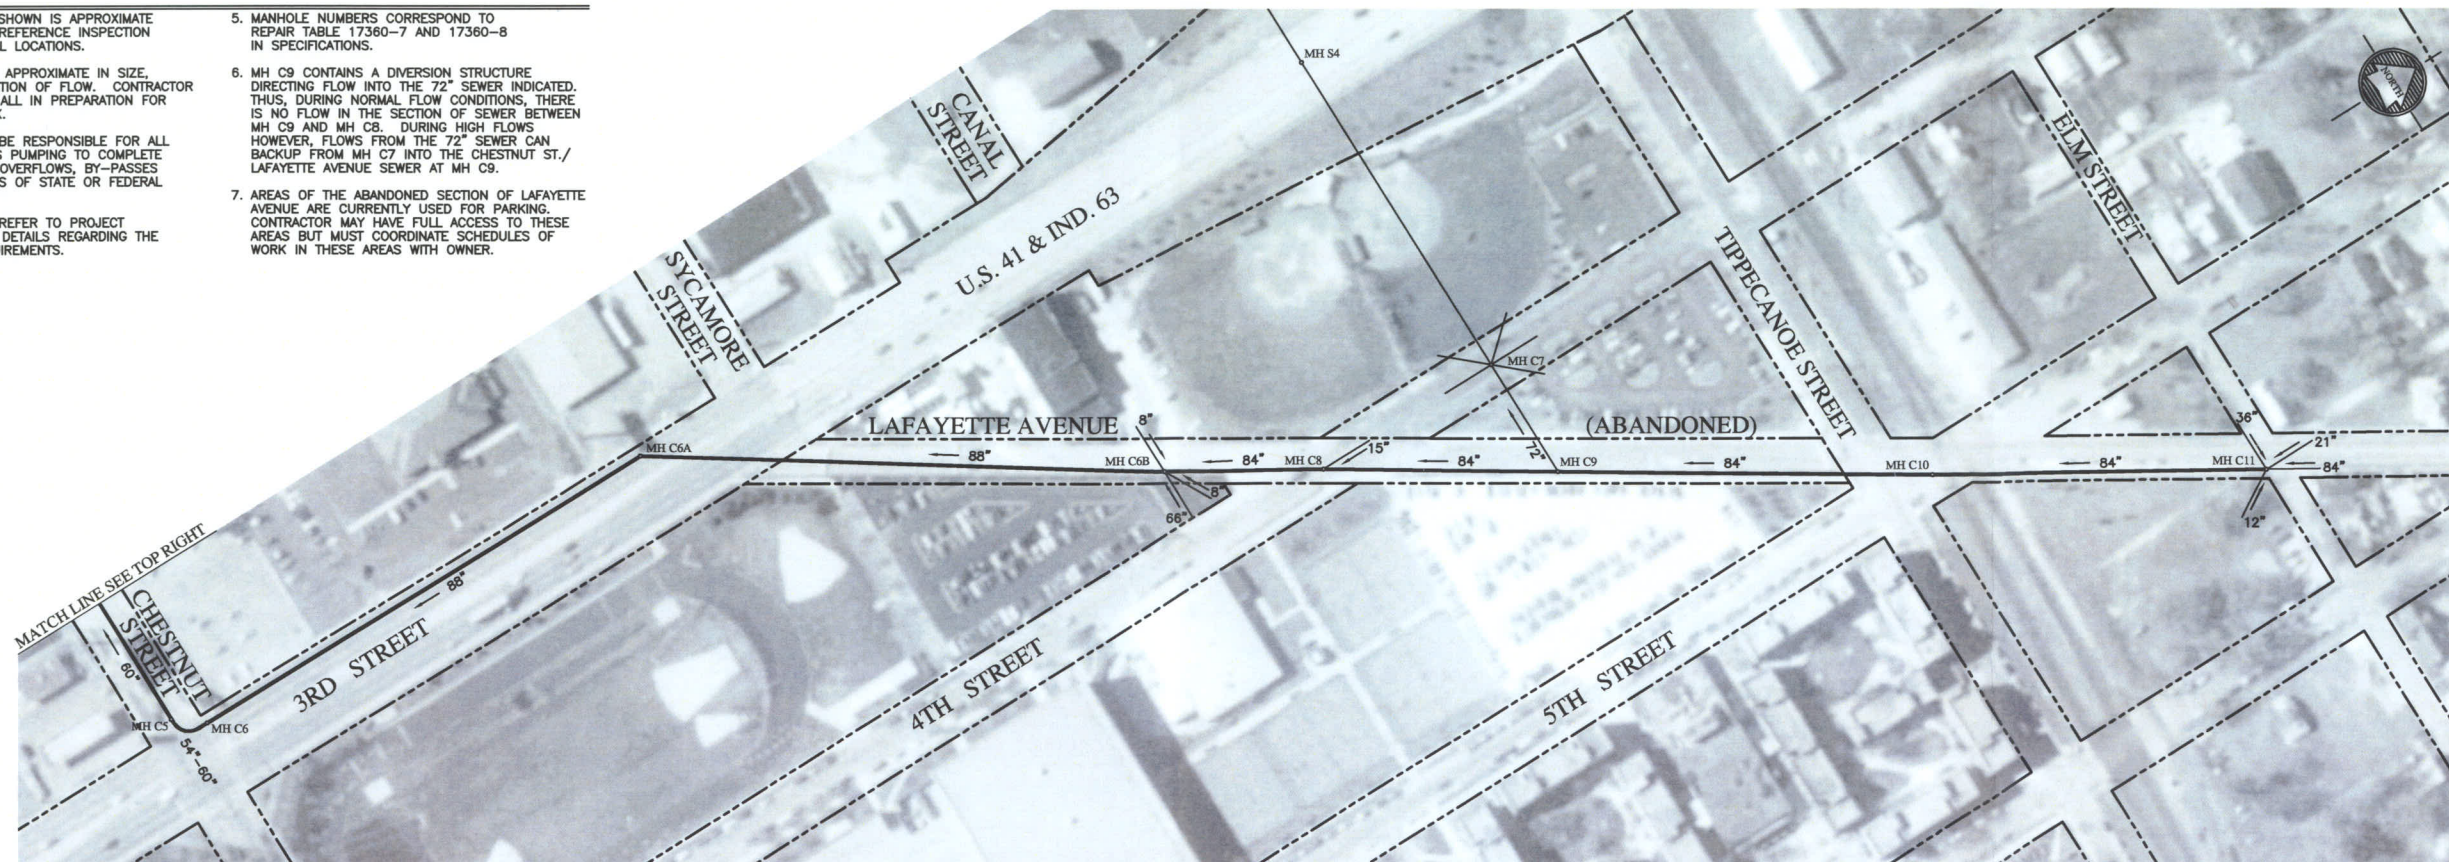 SHOWN IS APPROXIMATE
REFERENCE INSPECTION
L LOCATIONS.
APPROXIMATE IN SIZE,
TION OF FLOW. CONTRACTOR
ALL IN PREPARATION FOR
BE RESPONSIBLE FOR ALL
S PUMPING TO COMPLETE
OVERFLOWS, BY-PASSES
S OF STATE OR FEDERAL
REFER TO PROJECT
DETAILS REGARDING THE
IREMENTS.
5. MANHOLE NUMBERS CORRESPOND TO
REPAIR TABLE 17360-7 AND 17360-8
IN SPECIFICATIONS.
6. MH C9 CONTAINS A DIVERSION STRUCTURE
DIRECTING FLOW INTO THE 72" SEWER INDICATED.
THUS, DURING NORMAL FLOW CONDITIONS, THERE
IS NO FLOW IN THE SECTION OF SEWER BETWEEN
MH C9 AND MH C8. DURING HIGH FLOWS
HOWEVER, FLOWS FROM THE 72" SEWER CAN
BACKUP FROM MH C7 INTO THE CHESTNUT ST./
LAFAYETTE AVENUE SEWER AT MH C9.
7. AREAS OF THE ABANDONED SECTION OF LAFAYETTE
AVENUE ARE CURRENTLY USED FOR PARKING.
CONTRACTOR MAY HAVE FULL ACCESS TO THESE
AREAS BUT MUST COORDINATE SCHEDULES OF
WORK IN THESE AREAS WITH OWNER.
MH S4
NORTH
CANAL
STREET
ELM STREET
U.S. 41 & IND. 63
SYCAMORE
STREET
TIPPECANOE STREET
MH C7
LAFAYETTE AVENUE
(ABANDONED)
8"
36"
21"
MH C6A
88"
MH C6B
84"
MH C8
15"
84"
72"
MH C9
84"
MH C10
84"
MH C11
84"
8"
66"
12"
MATCH LINE SEE TOP RIGHT
88"
CHESTNUT
STREET
60"
3RD STREET
4TH STREET
5TH STREET
MH C5
MH C6
54"-60"